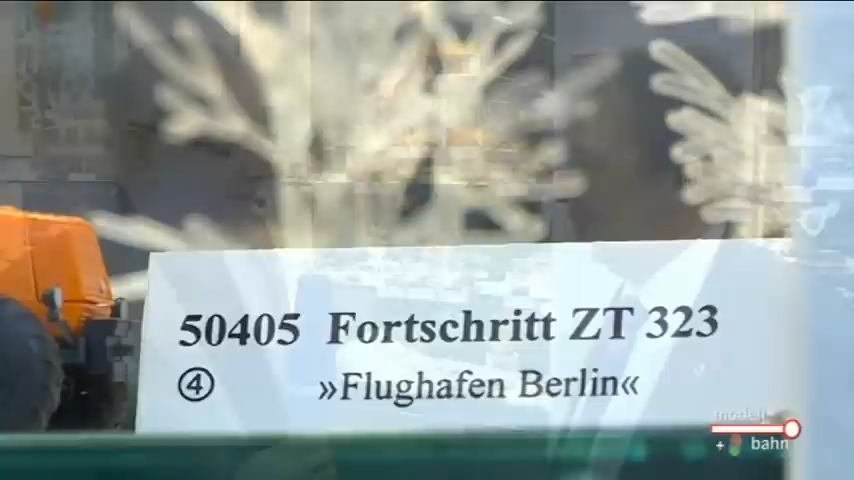 50405 Fortschritt ZT 323
④ »Flughafen Berlin«
modell
+ bahn